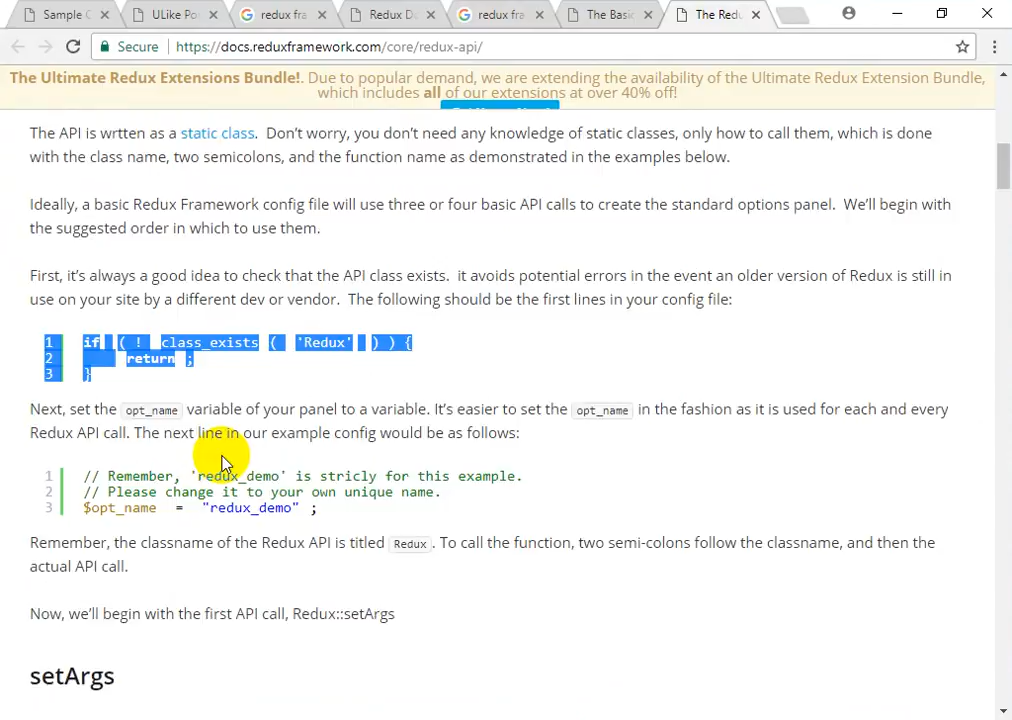 Sample C
ULike Po
redux fra
Redux D
redux fra
The Basic
The Redu
Secure
https://docs.reduxframework.com/core/redux-api/
The Ultimate Redux Extensions Bundle!. Due to popular demand, we are extending the availability of the Ultimate Redux Extension Bundle,
which includes all of our extensions at over 40% off!
The API is wrtten as a static class. Don't worry, you don't need any knowledge of static classes, only how to call them, which is done
with the class name, two semicolons, and the function name as demonstrated in the examples below.
Ideally, a basic Redux Framework config file will use three or four basic API calls to create the standard options panel. We'll begin with
the suggested order in which to use them.
First, it's always a good idea to check that the API class exists. it avoids potential errors in the event an older version of Redux is still in
use on your site by a different dev or vendor. The following should be the first lines in your config file:
1 if ( ! class_exists ( 'Redux' ) ) {
2 return ;
3 }
Next, set the opt_name variable of your panel to a variable. It's easier to set the opt_name in the fashion as it is used for each and every
Redux API call. The next line in our example config would be as follows:
1 // Remember, 'redux_demo' is stricly for this example.
2 // Please change it to your own unique name.
3 $opt_name = "redux_demo" ;
Remember, the classname of the Redux API is titled Redux. To call the function, two semi-colons follow the classname, and then the
actual API call.
Now, we'll begin with the first API call, Redux::setArgs
setArgs